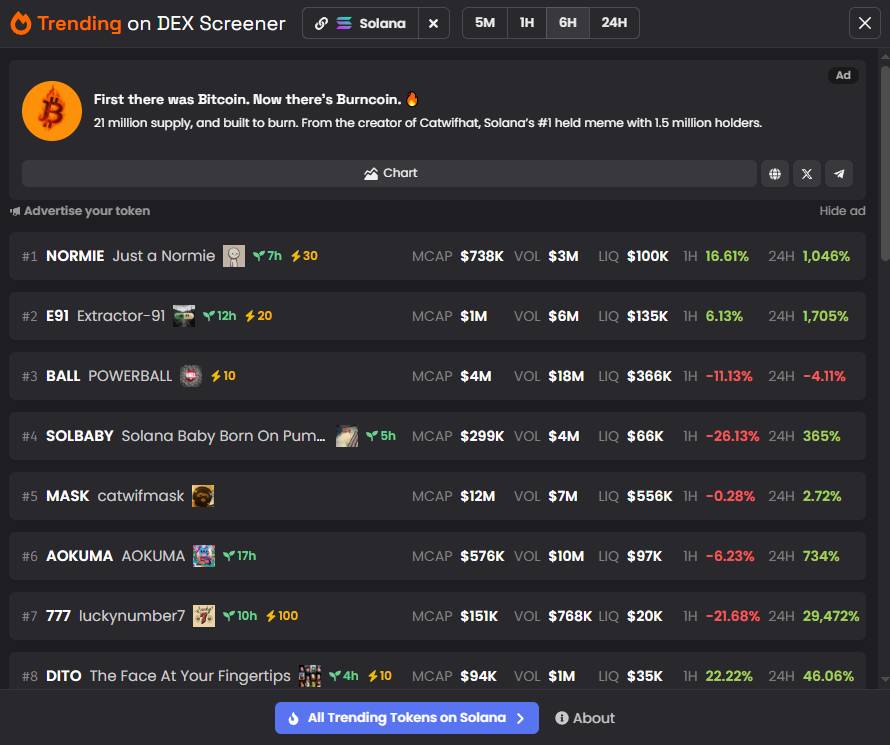 Trending on DEX Screener
Solana
5M 1H 6H 24H
Ad
First there was Bitcoin. Now there's Burncoin. 🔥
21 million supply, and built to burn. From the creator of Catwifhat, Solana's #1 held meme with 1.5 million holders.
Chart
Advertise your token Hide ad
#1 NORMIE Just a Normie 7h 30 MCAP $738K VOL $3M LIQ $100K 1H 16.61% 24H 1,046%
#2 E91 Extractor-91 12h 20 MCAP $1M VOL $6M LIQ $135K 1H 6.13% 24H 1,705%
#3 BALL POWERBALL 10 MCAP $4M VOL $18M LIQ $366K 1H -11.13% 24H -4.11%
#4 SOLBABY Solana Baby Born On Pum... 5h MCAP $299K VOL $4M LIQ $66K 1H -26.13% 24H 365%
#5 MASK catwifmask MCAP $12M VOL $7M LIQ $556K 1H -0.28% 24H 2.72%
#6 AOKUMA AOKUMA 17h MCAP $576K VOL $10M LIQ $97K 1H -6.23% 24H 734%
#7 777 luckynumber7 10h 100 MCAP $151K VOL $768K LIQ $20K 1H -21.68% 24H 29,472%
#8 DITO The Face At Your Fingertips 4h 10 MCAP $94K VOL $1M LIQ $35K 1H 22.22% 24H 46.06%
All Trending Tokens on Solana About